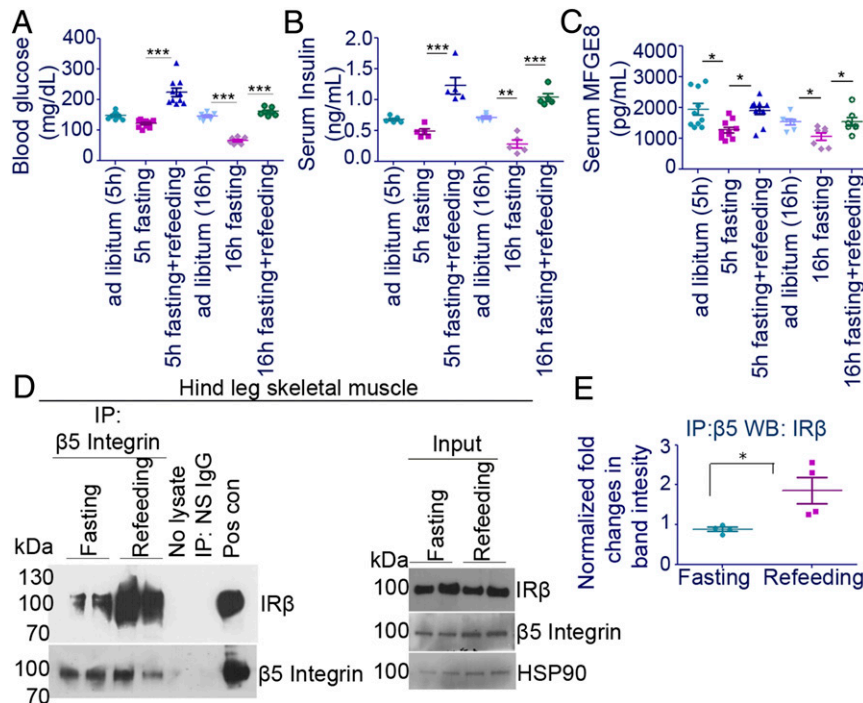 A
Blood glucose
(mg/dL)
400
300
200
100
0
***
***
***
ad libitum (5h)
5h fasting
5h fasting+refeeding
ad libitum (16h)
16h fasting
16h fasting+refeeding
B
Serum Insulin
(ng/mL)
2.0
1.5
1.0
0.5
0.0
***
**
***
ad libitum (5h)
5h fasting
5h fasting+refeeding
ad libitum (16h)
16h fasting
16h fasting+refeeding
C
Serum MFGE8
(pg/mL)
4000
3000
2000
1000
0
*
*
*
*
ad libitum (5h)
5h fasting
5h fasting+refeeding
ad libitum (16h)
16h fasting
16h fasting+refeeding
D
Hind leg skeletal muscle
IP:
β5 Integrin
Fasting
Refeeding
No lysate
IP: NS IgG
Pos con
kDa
130
100
70
IRβ
100
70
β5 Integrin
Input
Fasting
Refeeding
kDa
100
IRβ
100
β5 Integrin
100
HSP90
E
IP:β5 WB: IRβ
Normalized fold
changes in
band intesity
3
2
1
0
*
Fasting
Refeeding